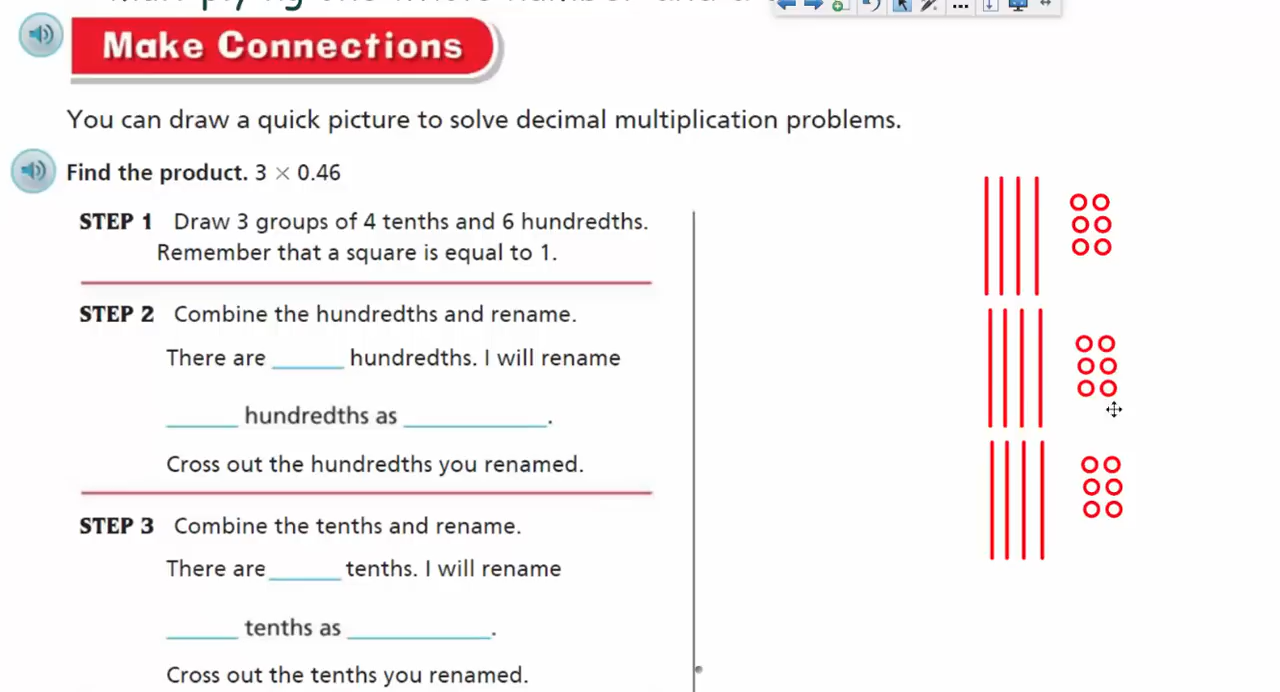 Make Connections
You can draw a quick picture to solve decimal multiplication problems.
Find the product. 3 × 0.46
STEP 1 Draw 3 groups of 4 tenths and 6 hundredths.
Remember that a square is equal to 1.
STEP 2 Combine the hundredths and rename.
There are ______ hundredths. I will rename
______ hundredths as ____________.
Cross out the hundredths you renamed.
STEP 3 Combine the tenths and rename.
There are ______ tenths. I will rename
______ tenths as ____________.
Cross out the tenths you renamed.